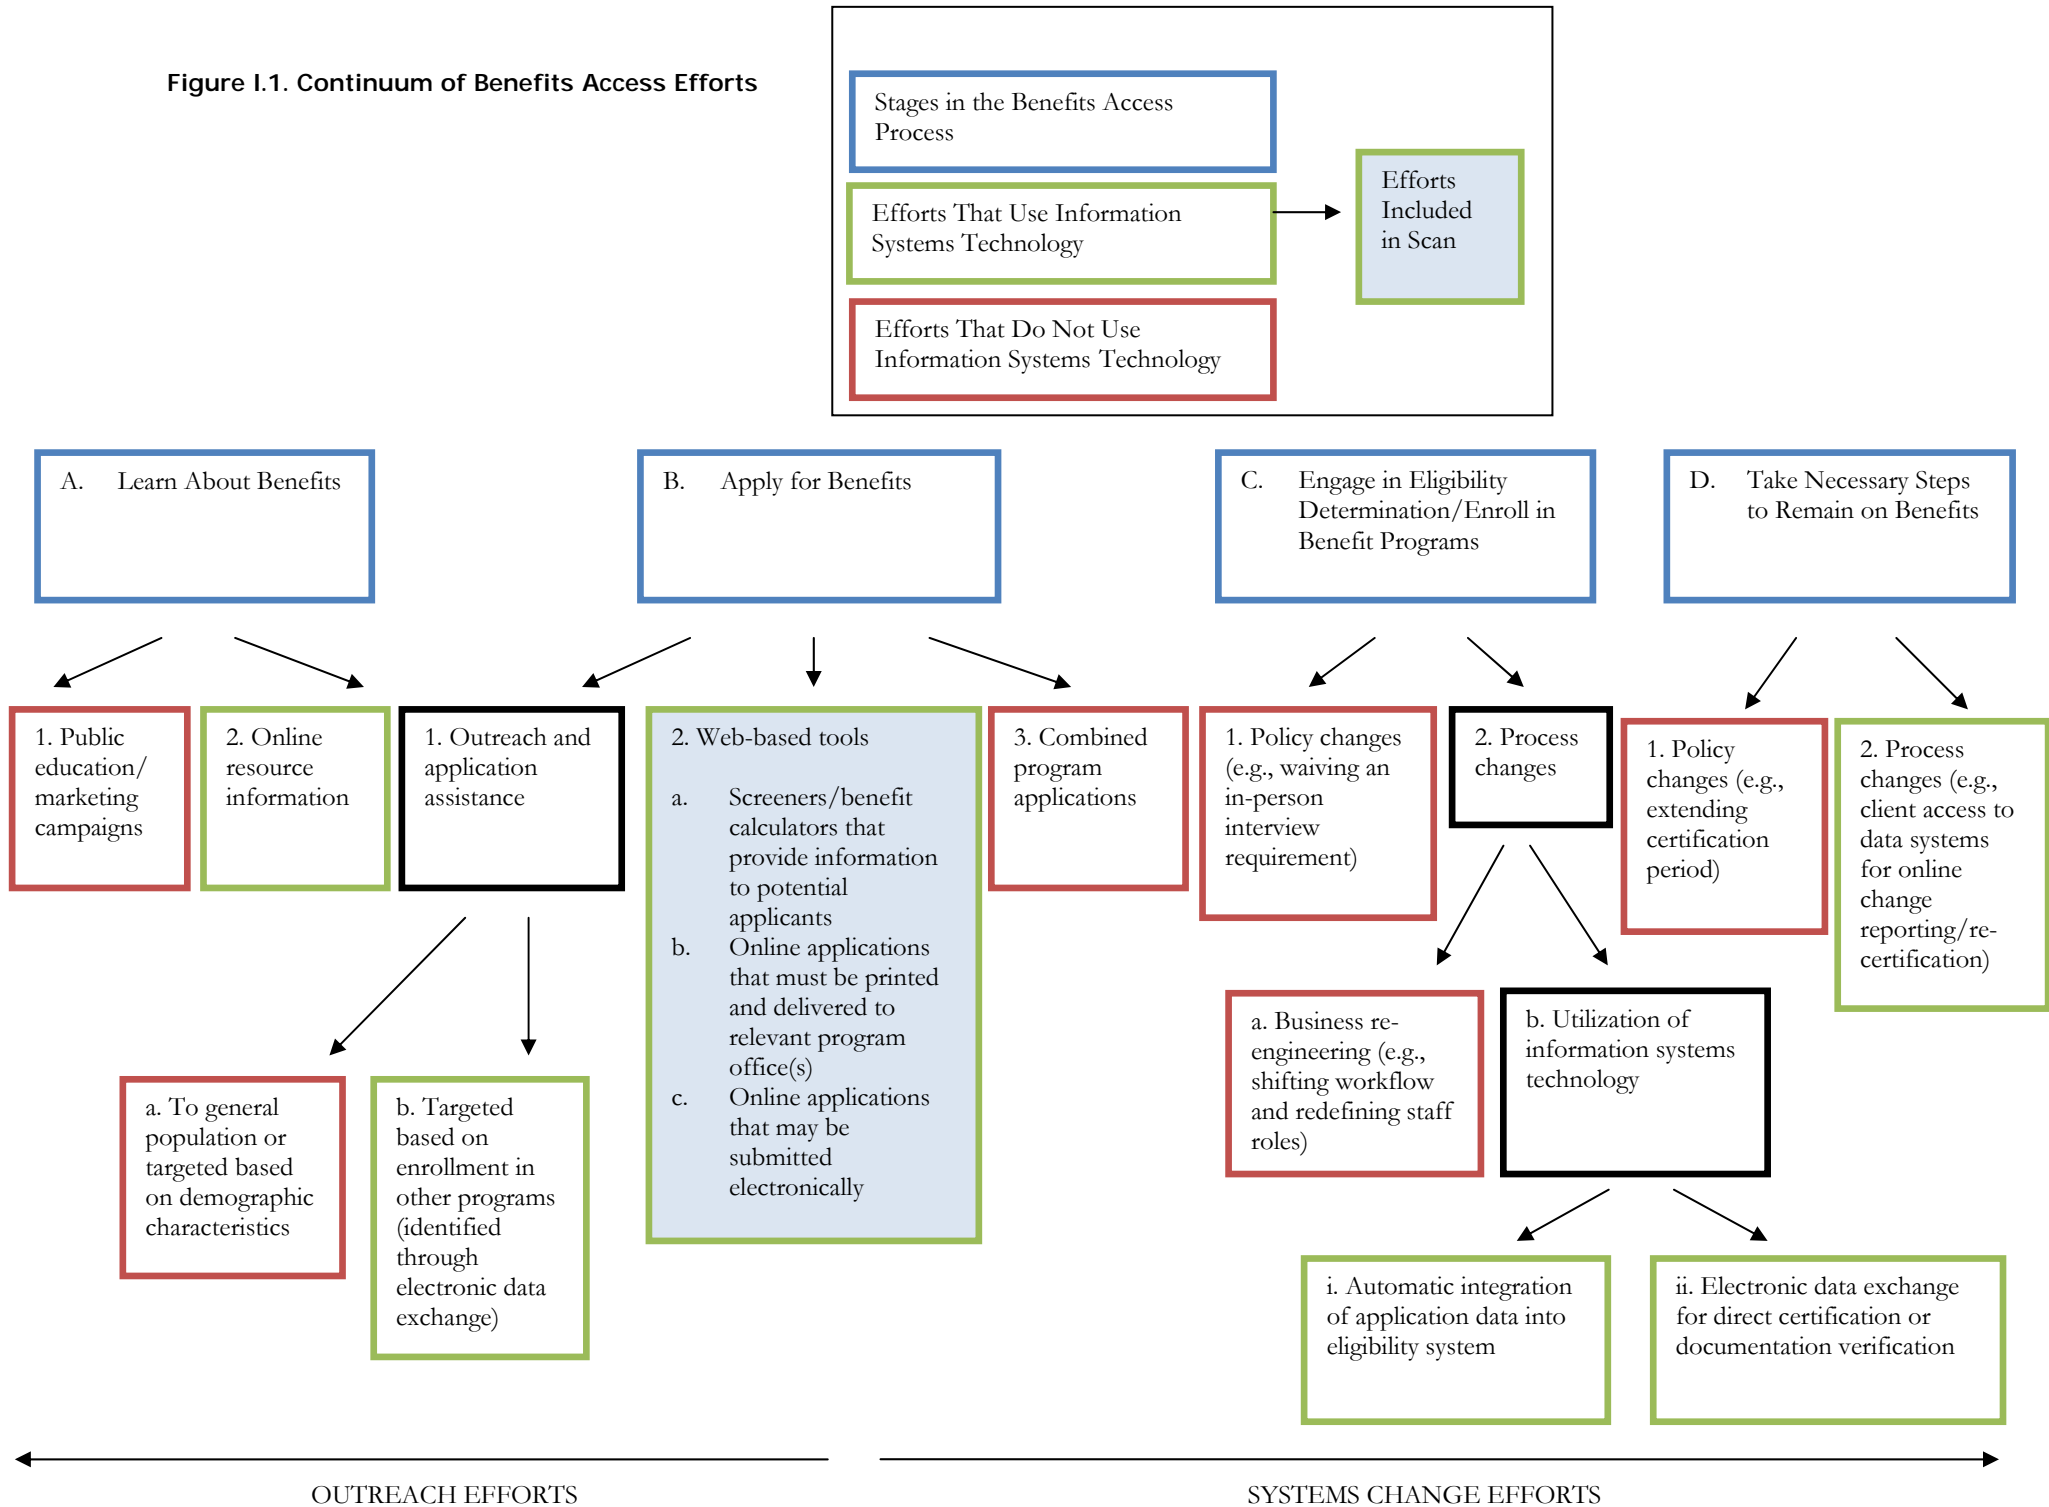 Figure I.1. Continuum of Benefits Access Efforts
Stages in the Benefits Access
Process
Efforts That Use Information
Systems Technology
Efforts
Included
in Scan
Efforts That Do Not Use
Information Systems Technology
A. Learn About Benefits
B. Apply for Benefits
C. Engage in Eligibility
Determination/Enroll in
Benefit Programs
D. Take Necessary Steps
to Remain on Benefits
1. Public
education/
marketing
campaigns
2. Online
resource
information
1. Outreach and
application
assistance
2. Web-based tools
a. Screeners/benefit
calculators that
provide information
to potential
applicants
b. Online applications
that must be printed
and delivered to
relevant program
office(s)
c. Online applications
that may be
submitted
electronically
3. Combined
program
applications
1. Policy changes
(e.g., waiving an
in-person
interview
requirement)
2. Process
changes
1. Policy
changes (e.g.,
extending
certification
period)
2. Process
changes (e.g.,
client access to
data systems
for online
change
reporting/re-
certification)
a. To general
population or
targeted based
on demographic
characteristics
b. Targeted
based on
enrollment in
other programs
(identified
through
electronic data
exchange)
a. Business re-
engineering (e.g.,
shifting workflow
and redefining staff
roles)
b. Utilization of
information systems
technology
i. Automatic integration
of application data into
eligibility system
ii. Electronic data exchange
for direct certification or
documentation verification
OUTREACH EFFORTS
SYSTEMS CHANGE EFFORTS